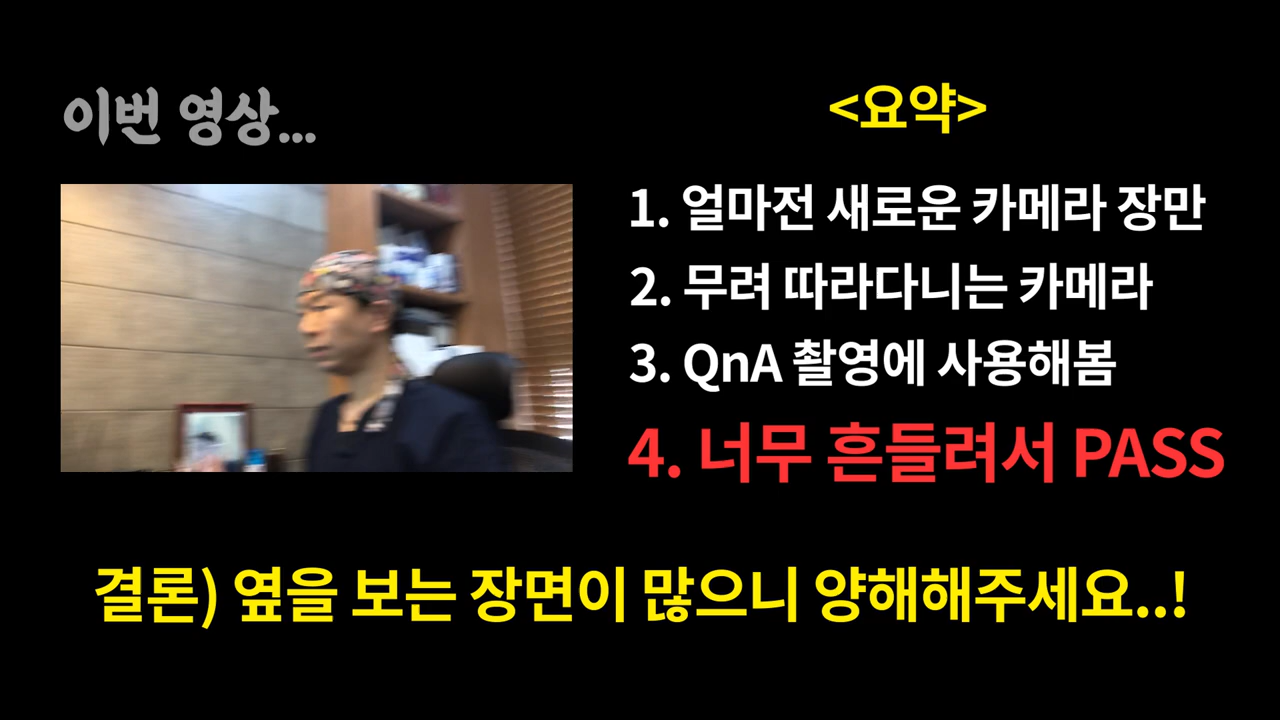 이번 영상...
<요약>
1. 얼마전 새로운 카메라 장만
2. 무려 따라다니는 카메라
3. QnA 촬영에 사용해봄
4. 너무 흔들려서 PASS
결론) 옆을 보는 장면이 많으니 양해해주세요..!